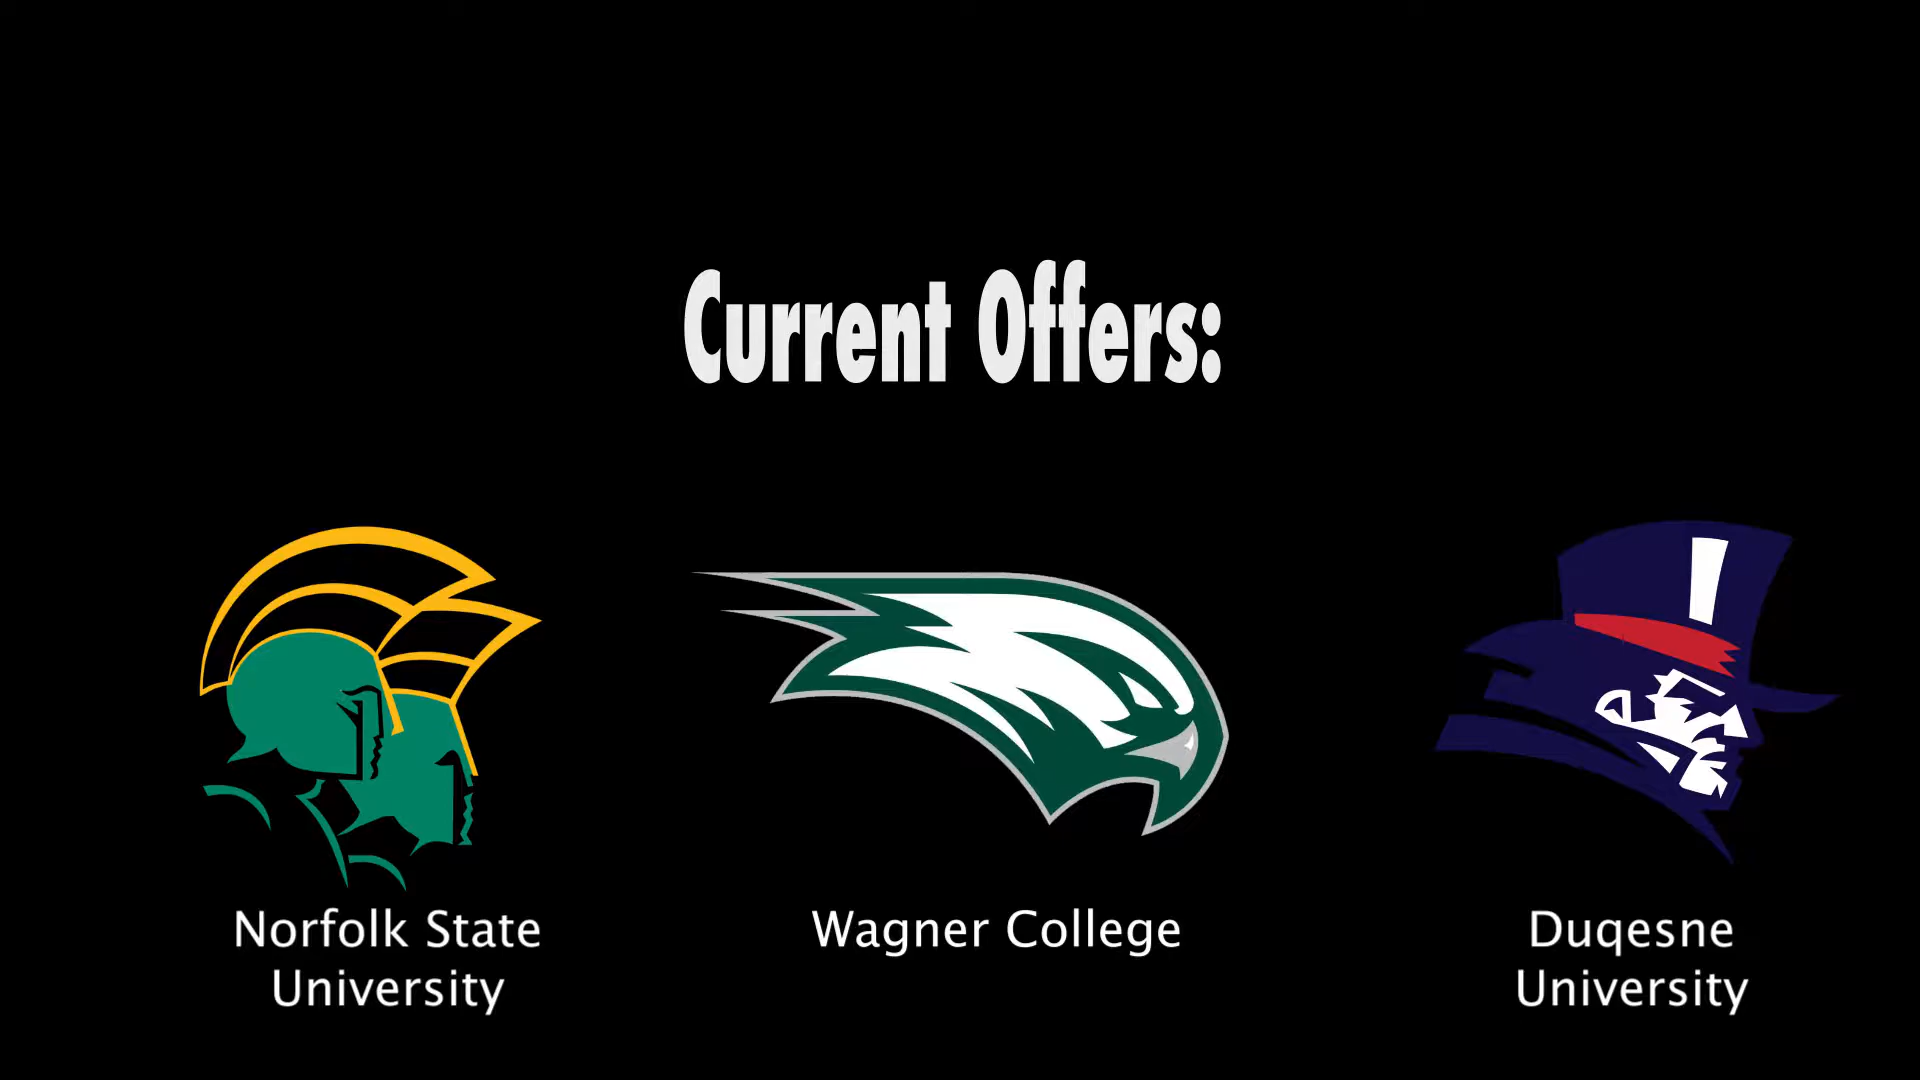 Current Offers:
Norfolk State
University
Wagner College
Duqesne
University